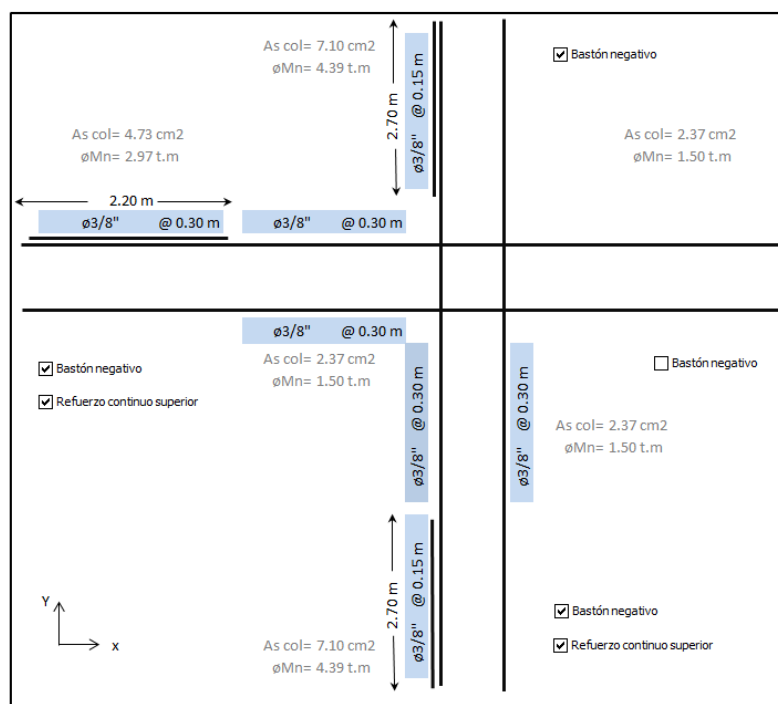 As col= 7.10 cm2
øMn= 4.39 t.m
2.70 m
ø3/8" @ 0.15 m
Bastón negativo
As col= 4.73 cm2
øMn= 2.97 t.m
As col= 2.37 cm2
øMn= 1.50 t.m
2.20 m
ø3/8" @ 0.30 m
ø3/8" @ 0.30 m
ø3/8" @ 0.30 m
As col= 2.37 cm2
øMn= 1.50 t.m
Bastón negativo
Refuerzo continuo superior
ø3/8" @ 0.30 m
ø3/8" @ 0.30 m
Bastón negativo
As col= 2.37 cm2
øMn= 1.50 t.m
2.70 m
ø3/8" @ 0.15 m
Y
x
As col= 7.10 cm2
øMn= 4.39 t.m
Bastón negativo
Refuerzo continuo superior